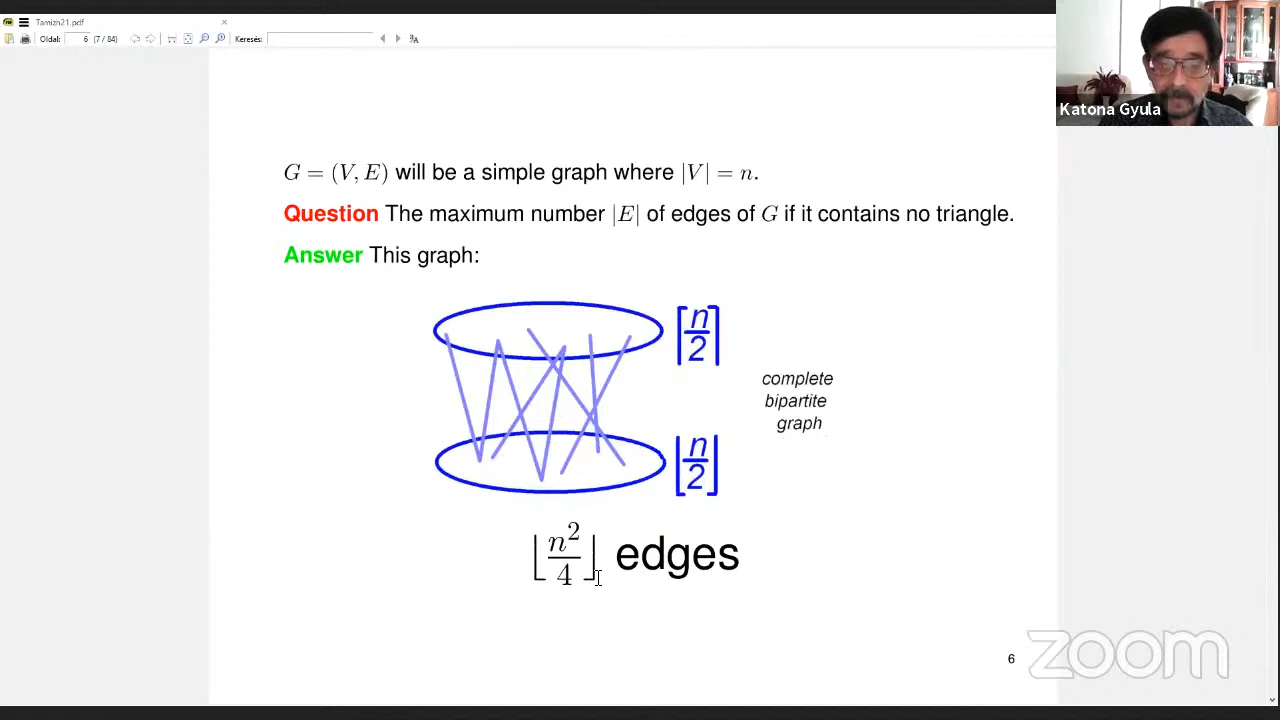 Tamizh21.pdf
Oldal: 6 (7 / 84) Keresés:
Katona Gyula
G = (V, E) will be a simple graph where |V| = n.
Question The maximum number |E| of edges of G if it contains no triangle.
Answer This graph:
⌈n/2⌉
complete
bipartite
graph
⌊n/2⌋
⌊n²/4⌋ edges
6
zoom